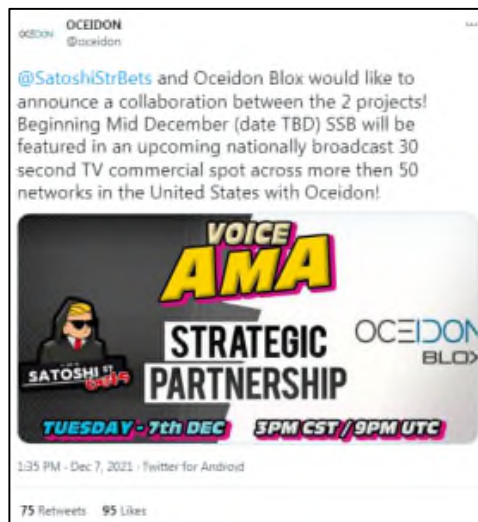 OCEIDON
@oceidon
@SatoshiStrBets and Oceidon Blox would like to
announce a collaboration between the 2 projects!
Beginning Mid December (date TBD) SSB will be
featured in an upcoming nationally broadcast 30
second TV commercial spot across more then 50
networks in the United States with Oceidon!
VOICE
AMA
STRATEGIC
PARTNERSHIP
SATOSHI ST
BETS
OCEIDON
BLOX
TUESDAY - 7th DEC 3PM CST / 9PM UTC
1:35 PM - Dec 7, 2021 · Twitter for Android
75 Retweets 95 Likes